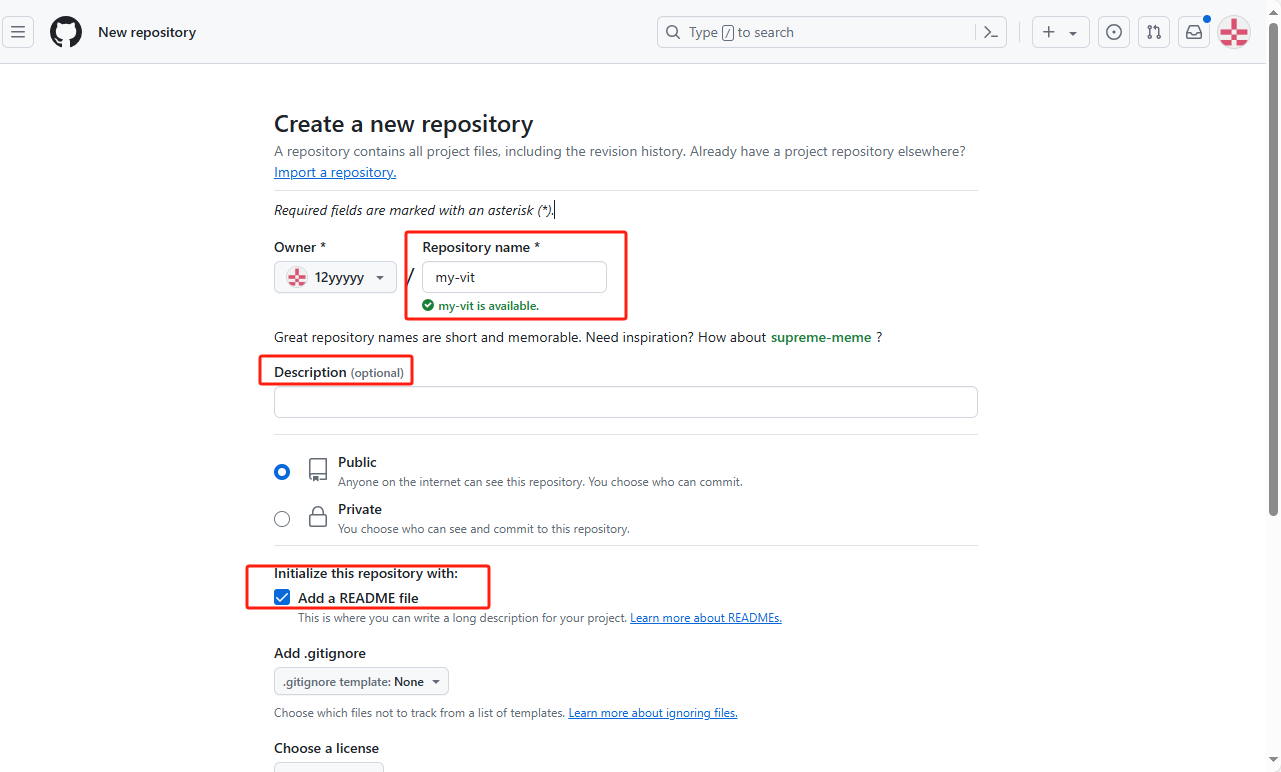 New repository
Type / to search
Create a new repository
A repository contains all project files, including the revision history. Already have a project repository elsewhere?
Import a repository.
Required fields are marked with an asterisk (*).
Owner * Repository name *
12yyyyy / my-vit
my-vit is available.
Great repository names are short and memorable. Need inspiration? How about supreme-meme ?
Description (optional)
Public
Anyone on the internet can see this repository. You choose who can commit.
Private
You choose who can see and commit to this repository.
Initialize this repository with:
Add a README file
This is where you can write a long description for your project. Learn more about READMEs.
Add .gitignore
.gitignore template: None
Choose which files not to track from a list of templates. Learn more about ignoring files.
Choose a license